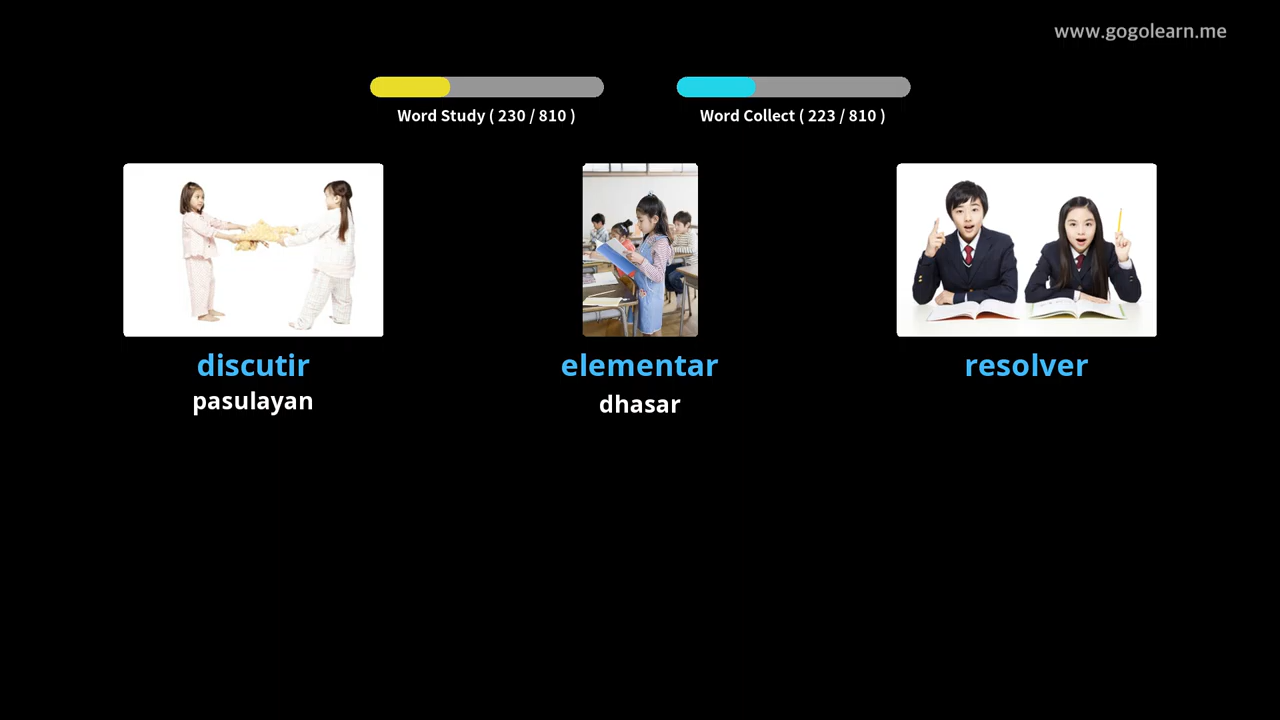 www.gogolearn.me
Word Study ( 230 / 810 )
Word Collect ( 223 / 810 )
discutir
pasulayan
elementar
dhasar
resolver